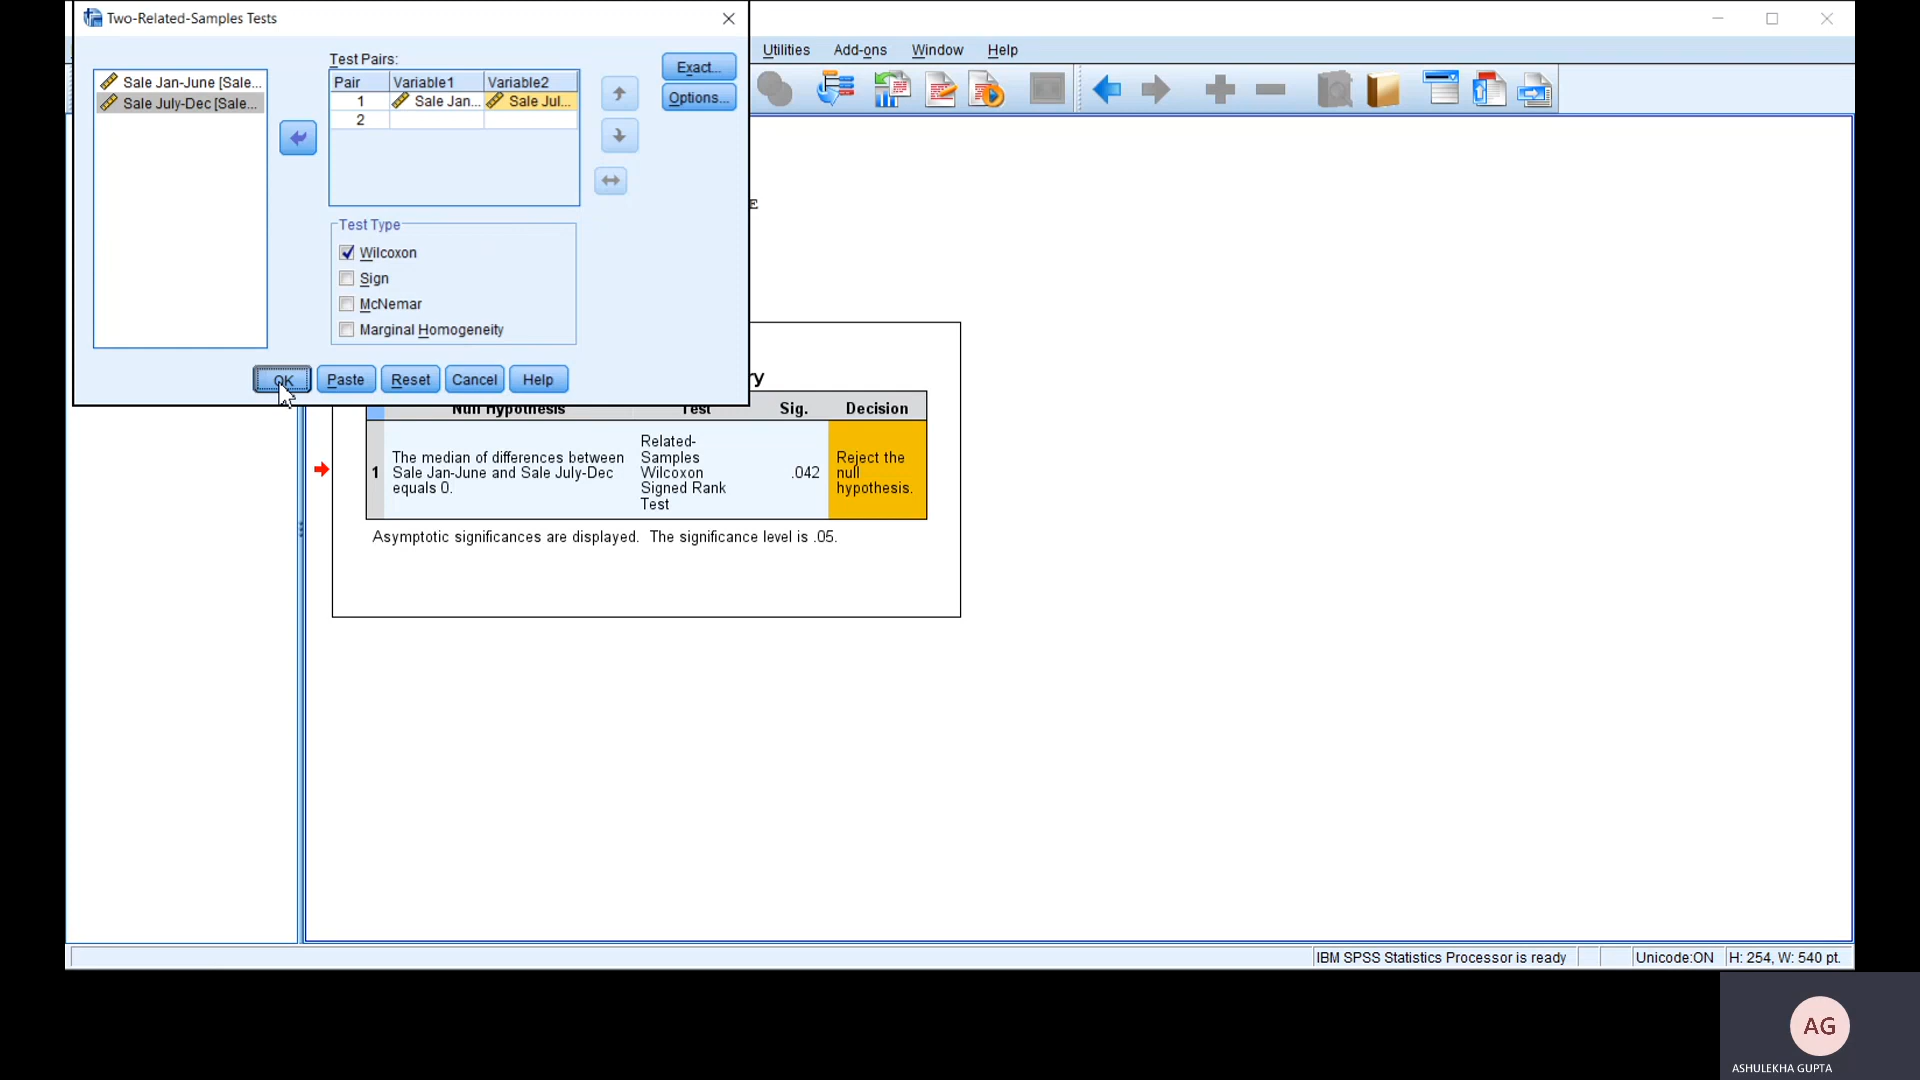 Two-Related-Samples Tests
Utilities Add-ons Window Help
Test Pairs:
Exact...
Options...
Sale Jan-June [Sale...
Sale July-Dec [Sale...
Pair Variable1 Variable2
1 Sale Jan... Sale Jul...
2
Test Type
Wilcoxon
Sign
McNemar
Marginal Homogeneity
OK Paste Reset Cancel Help
E
ry
Null Hypothesis Test Sig. Decision
1
The median of differences between
Sale Jan-June and Sale July-Dec
equals 0.
Related-
Samples
Wilcoxon
Signed Rank
Test
.042
Reject the
null
hypothesis.
Asymptotic significances are displayed. The significance level is .05.
IBM SPSS Statistics Processor is ready Unicode:ON H: 254, W: 540 pt.
AG
ASHULEKHA GUPTA